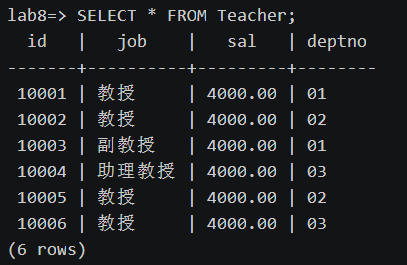 lab8=> SELECT * FROM Teacher;
  id   |   job    |   sal   | deptno
-------+----------+---------+--------
 10001 | 教授     | 4000.00 | 01
 10002 | 教授     | 4000.00 | 02
 10003 | 副教授   | 4000.00 | 01
 10004 | 助理教授 | 4000.00 | 03
 10005 | 教授     | 4000.00 | 02
 10006 | 教授     | 4000.00 | 03
(6 rows)